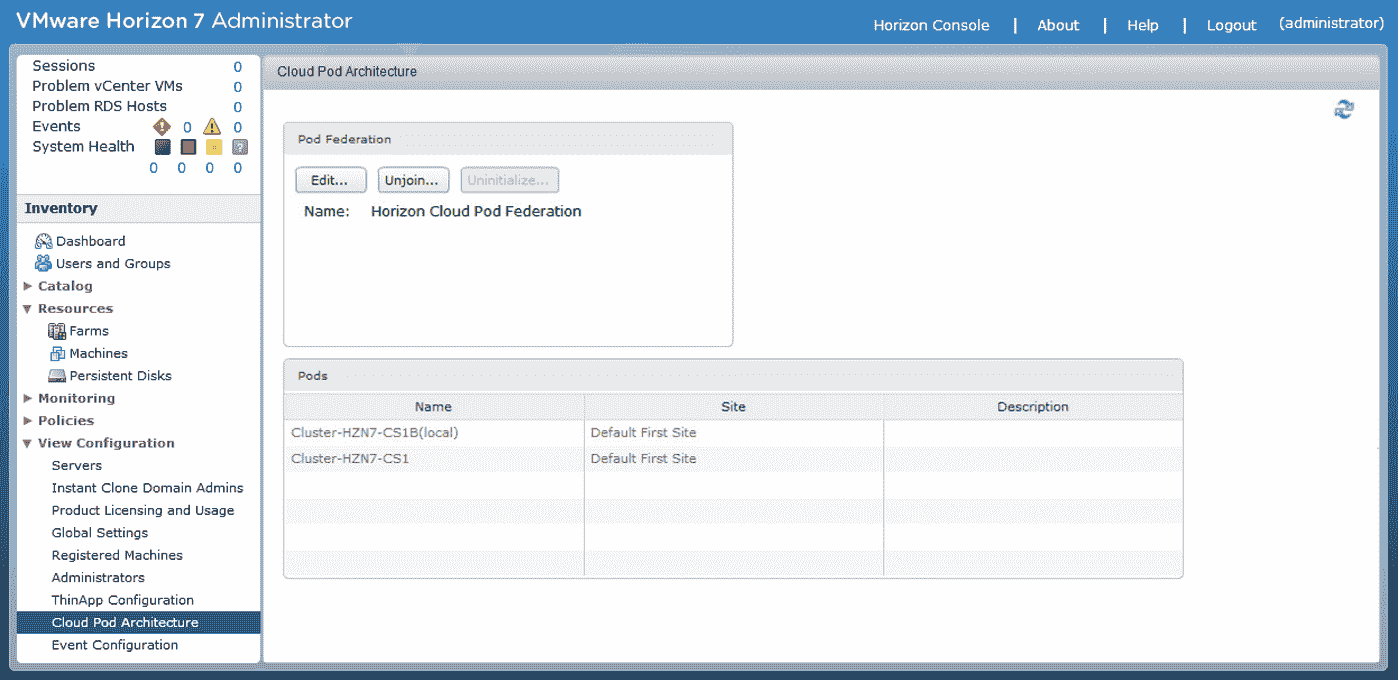 VMware Horizon 7 Administrator
Horizon Console | About | Help | Logout (administrator)
Sessions 0
Problem vCenter VMs 0
Problem RDS Hosts 0
Events 0 0
System Health
0 0 0 0
Inventory
Dashboard
Users and Groups
Catalog
Resources
Farms
Machines
Persistent Disks
Monitoring
Policies
View Configuration
Servers
Instant Clone Domain Admins
Product Licensing and Usage
Global Settings
Registered Machines
Administrators
ThinApp Configuration
Cloud Pod Architecture
Event Configuration
Cloud Pod Architecture
Pod Federation
Edit... Unjoin... Uninitialize...
Name: Horizon Cloud Pod Federation
Pods
Name Site Description
Cluster-HZN7-CS1B(local) Default First Site
Cluster-HZN7-CS1 Default First Site